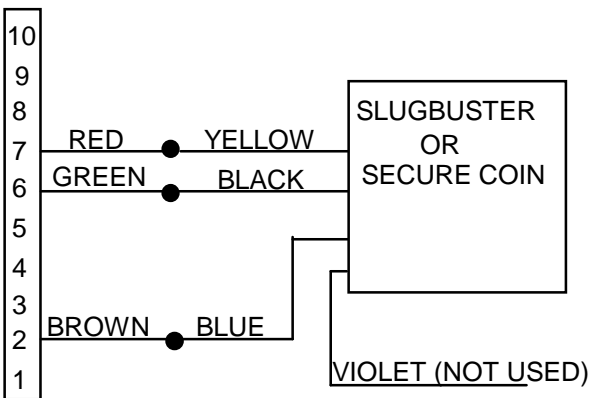 10
9
8
7 RED YELLOW
6 GREEN BLACK
5
4
3
2 BROWN BLUE
1
SLUGBUSTER
OR
SECURE COIN
VIOLET (NOT USED)